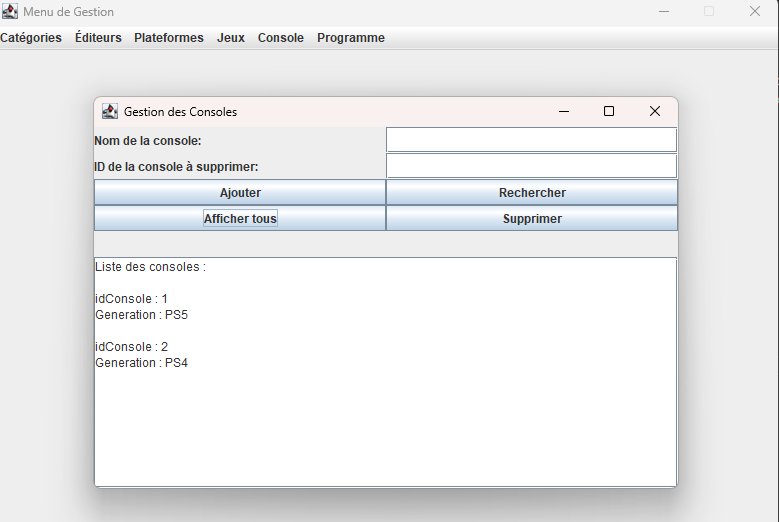 Menu de Gestion
Catégories Éditeurs Plateformes Jeux Console Programme
Gestion des Consoles
Nom de la console:
ID de la console à supprimer:
Ajouter Rechercher
Afficher tous Supprimer
Liste des consoles :
idConsole : 1
Generation : PS5
idConsole : 2
Generation : PS4